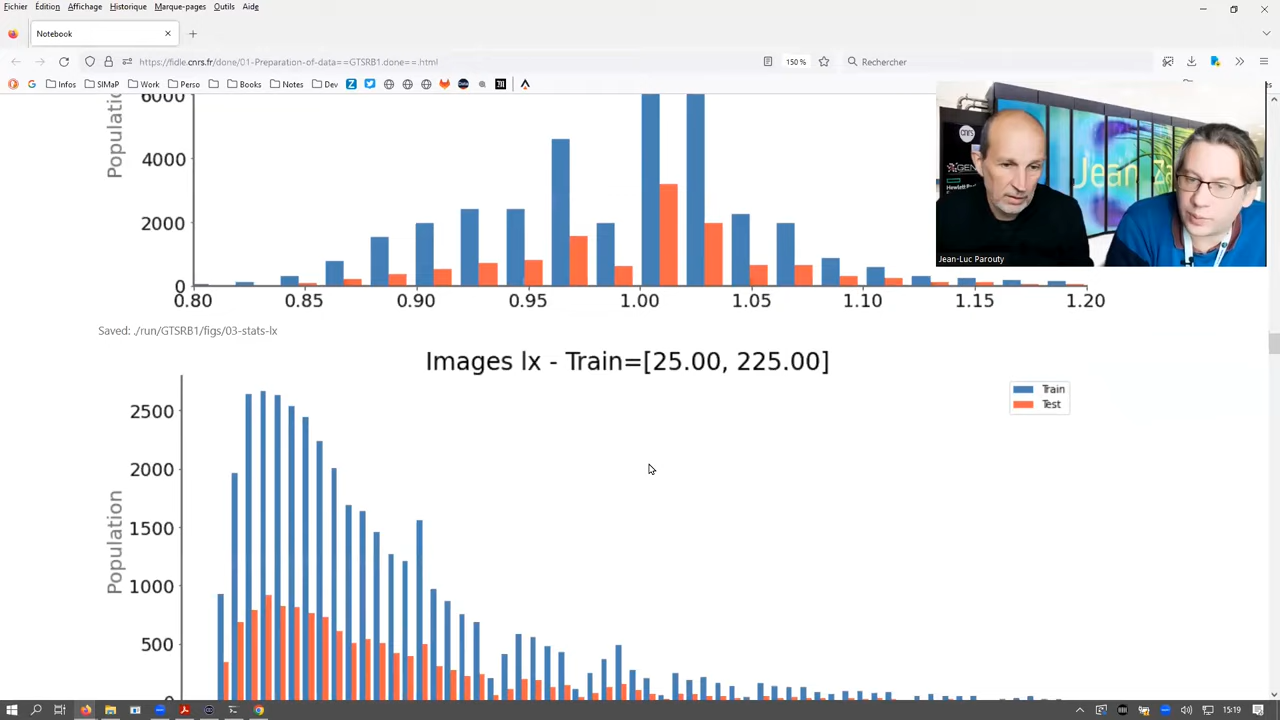 Fichier Édition Affichage Historique Marque-pages Outils Aide
Notebook
https://fidle.cnrs.fr/done/01-Preparation-of-data==GTSRB1.done==.html
150 %
Rechercher
Infos SIMaP Work Perso Books Notes Dev
6000
4000
2000
0
0.80 0.85 0.90 0.95 1.00 1.05 1.10 1.15 1.20
Saved: ./run/GTSRB1/figs/03-stats-lx
Images lx - Train=[25.00, 225.00]
Train
Test
2500
2000
1500
1000
500
Population
cnrs
Jean Za
Jean-Luc Parouty
15:19